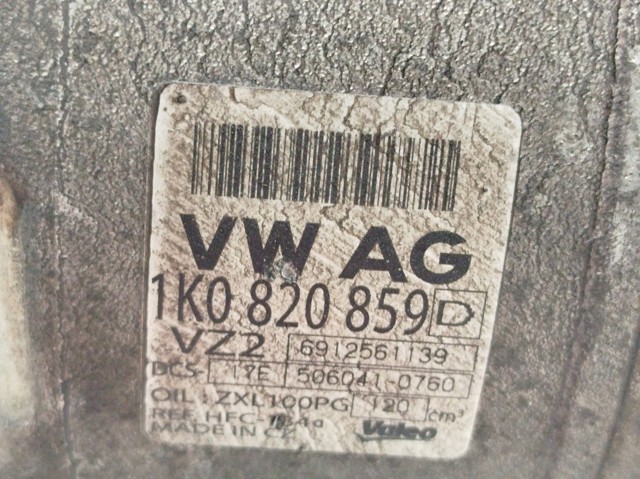 VW AG
1K0 820 859 D
VZ2 6912561139
DCS- 17E 506041-0760
OIL: ZXL100PG 120 cm³
REF. HFC-134a
MADE IN CZ Valeo